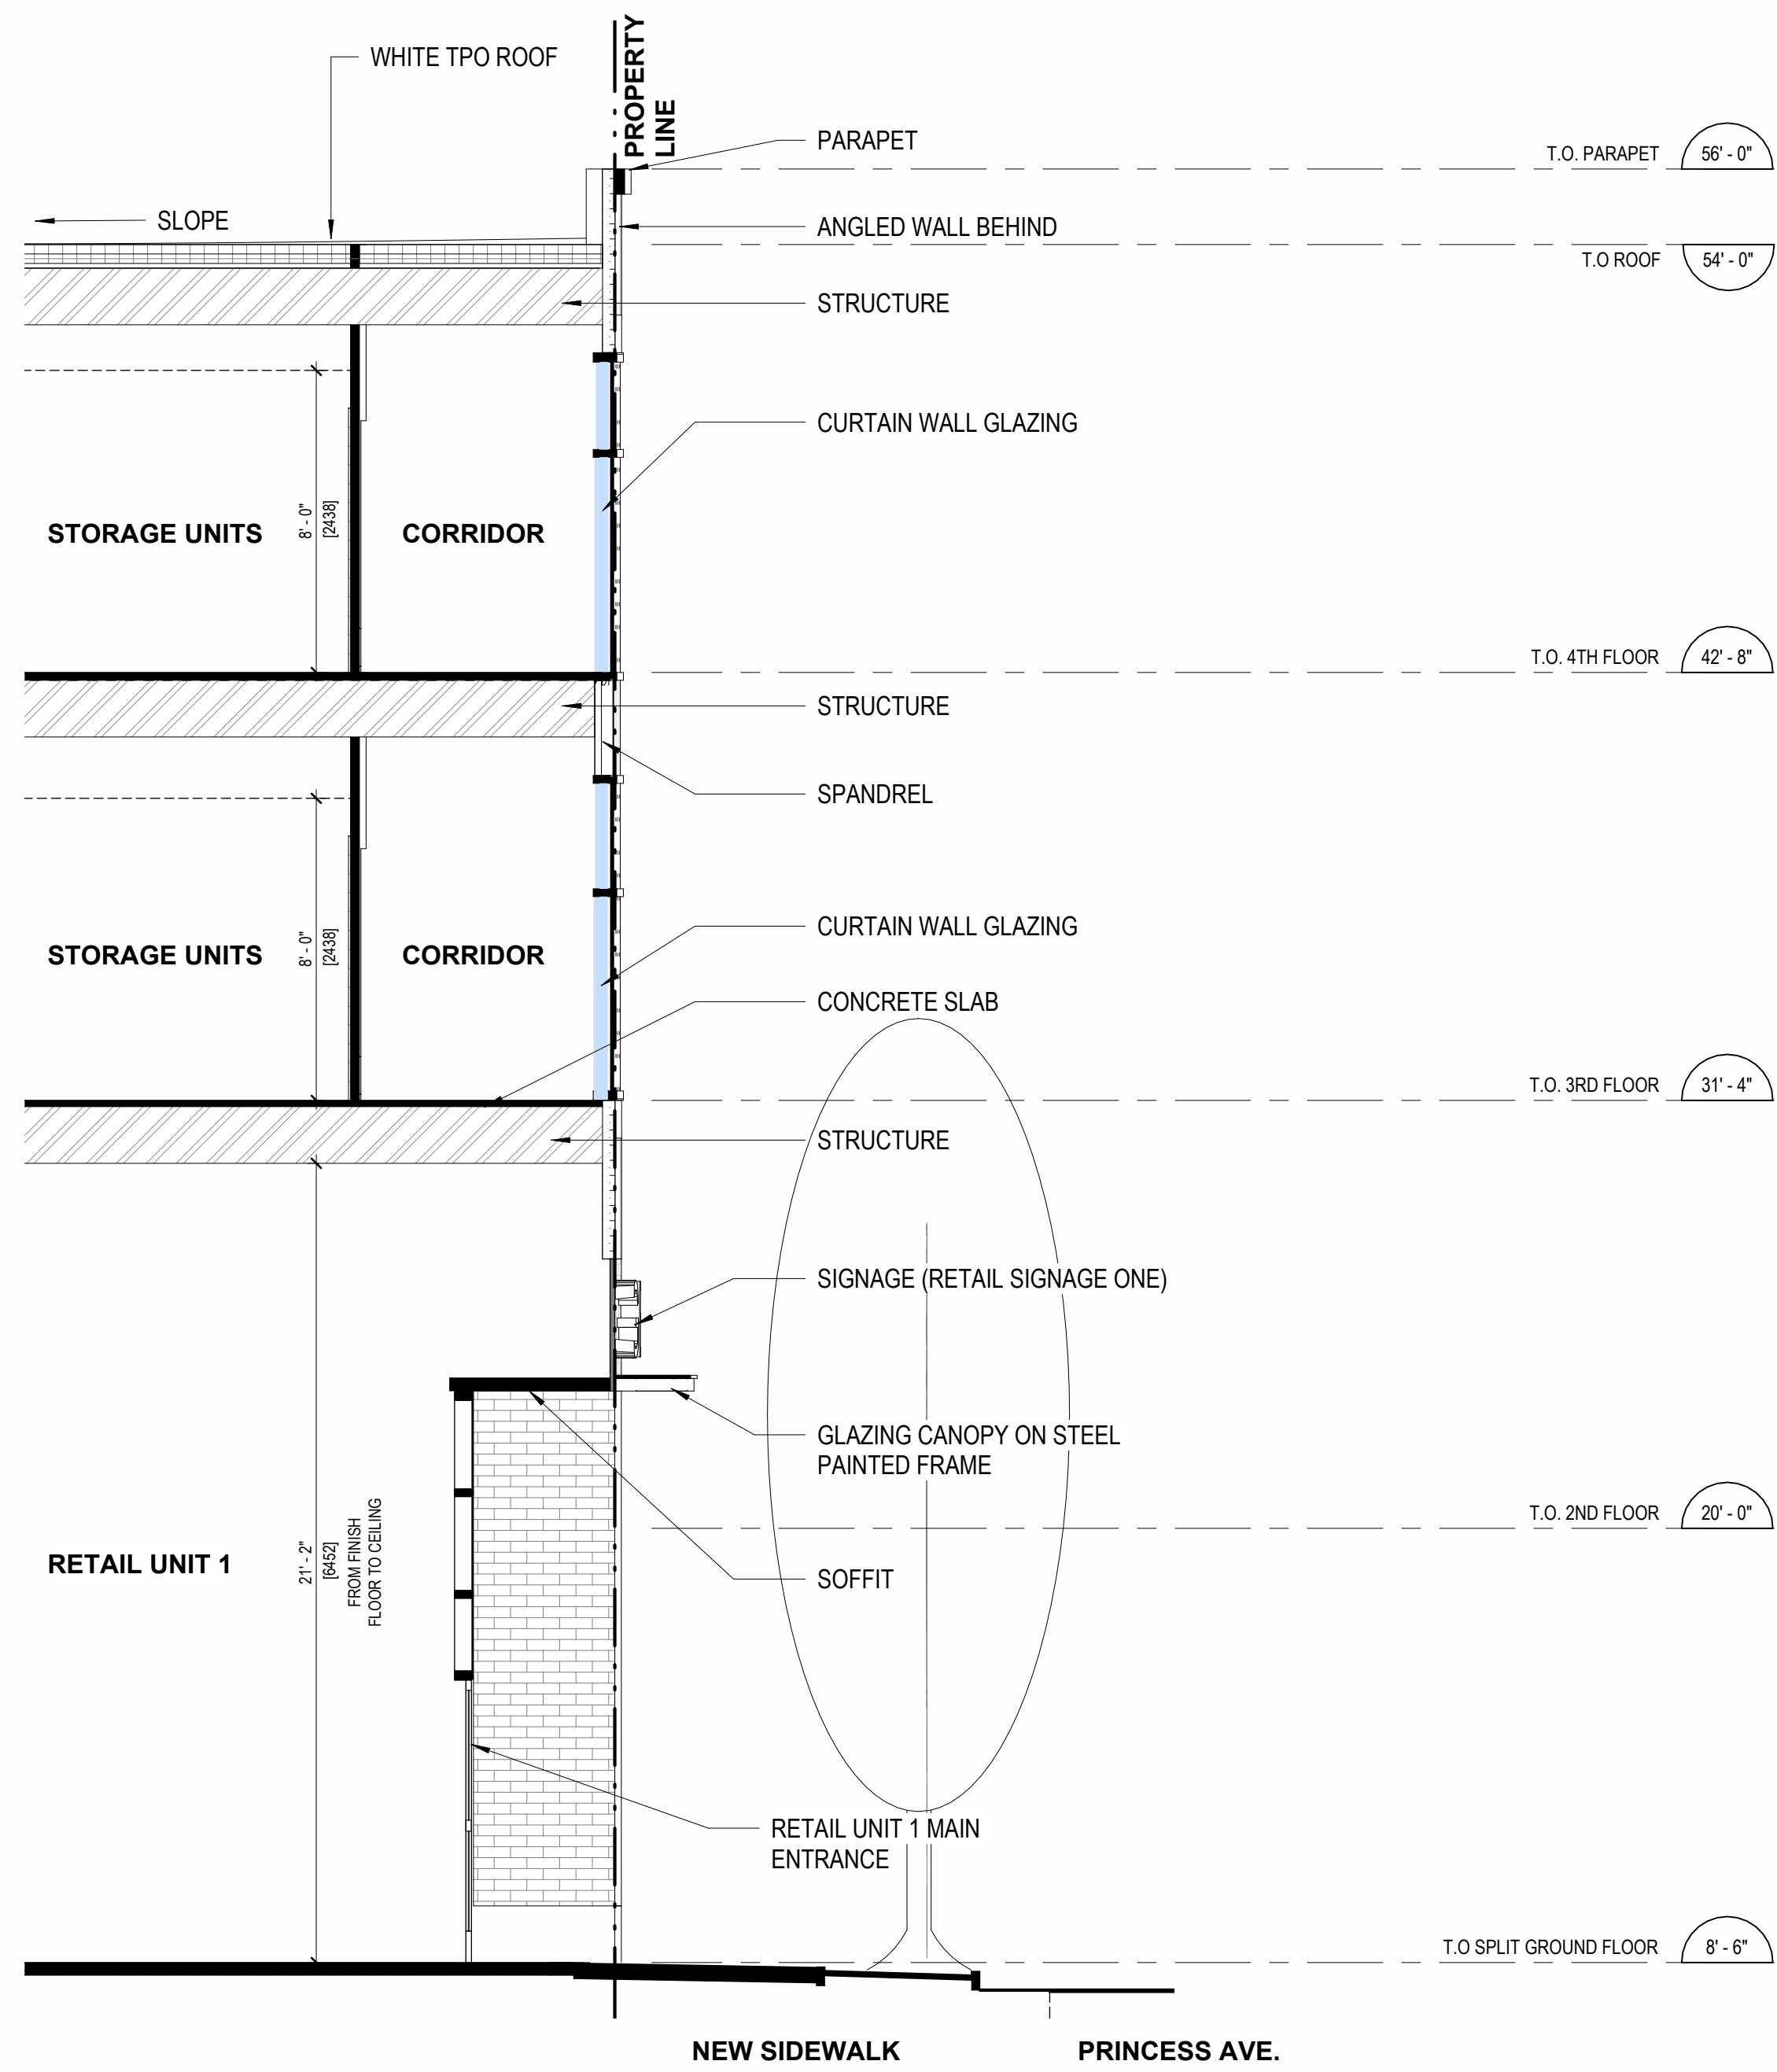 WHITE TPO ROOF
PROPERTY
LINE
PARAPET
T.O. PARAPET 56' - 0"
SLOPE
ANGLED WALL BEHIND
T.O ROOF 54' - 0"
STRUCTURE
CURTAIN WALL GLAZING
STORAGE UNITS
8' - 0"
[2438]
CORRIDOR
T.O. 4TH FLOOR 42' - 8"
STRUCTURE
SPANDREL
CURTAIN WALL GLAZING
STORAGE UNITS
8' - 0"
[2438]
CORRIDOR
CONCRETE SLAB
T.O. 3RD FLOOR 31' - 4"
STRUCTURE
SIGNAGE (RETAIL SIGNAGE ONE)
GLAZING CANOPY ON STEEL
PAINTED FRAME
T.O. 2ND FLOOR 20' - 0"
RETAIL UNIT 1
21' - 2"
[6452]
FROM FINISH
FLOOR TO CEILING
SOFFIT
RETAIL UNIT 1 MAIN
ENTRANCE
T.O SPLIT GROUND FLOOR 8' - 6"
NEW SIDEWALK
PRINCESS AVE.